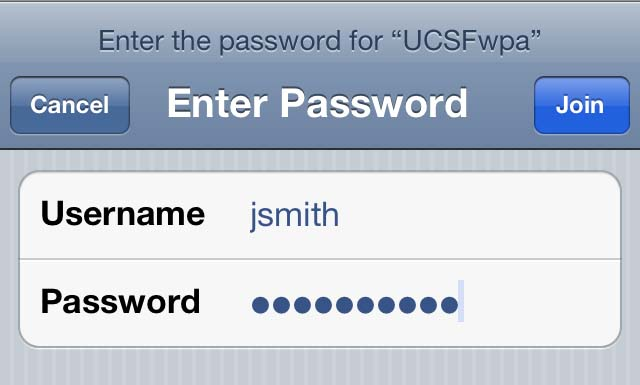 Enter the password for “UCSFwpa”
Cancel Enter Password Join
Username jsmith
Password ●●●●●●●●●●